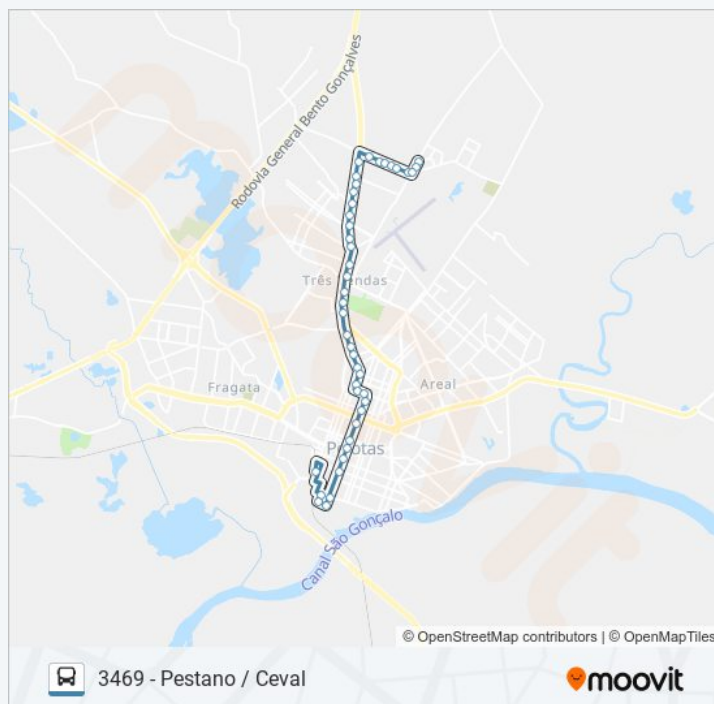 Rodovia General Bento Gonçalves
Três Vendas
Fragata
Areal
Pelotas
Canal São Gonçalo
© OpenStreetMap contributors | © OpenMapTiles
3469 - Pestano / Ceval
moovit